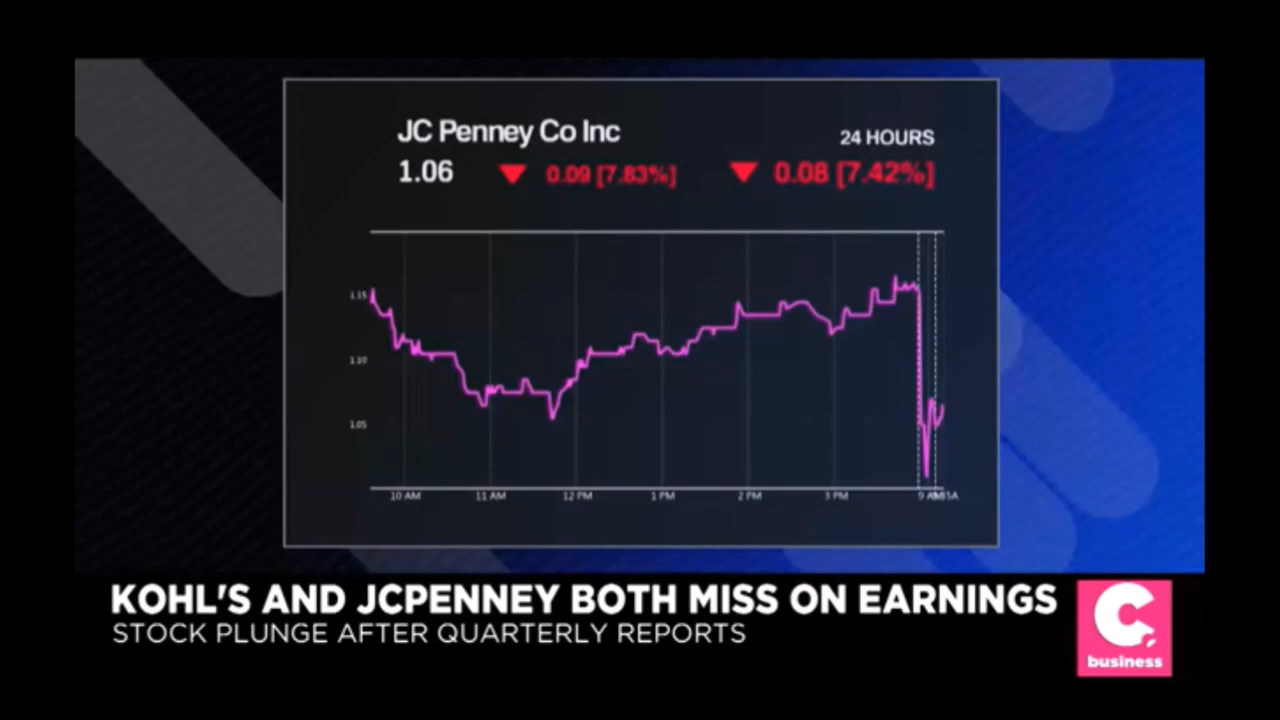 JC Penney Co Inc
24 HOURS
1.06 ▼ 0.09 [7.83%] ▼ 0.08 [7.42%]
1.15
1.10
1.05
10 AM 11 AM 12 PM 1 PM 2 PM 3 PM 9 AM
KOHL'S AND JCPENNEY BOTH MISS ON EARNINGS
STOCK PLUNGE AFTER QUARTERLY REPORTS
C
business